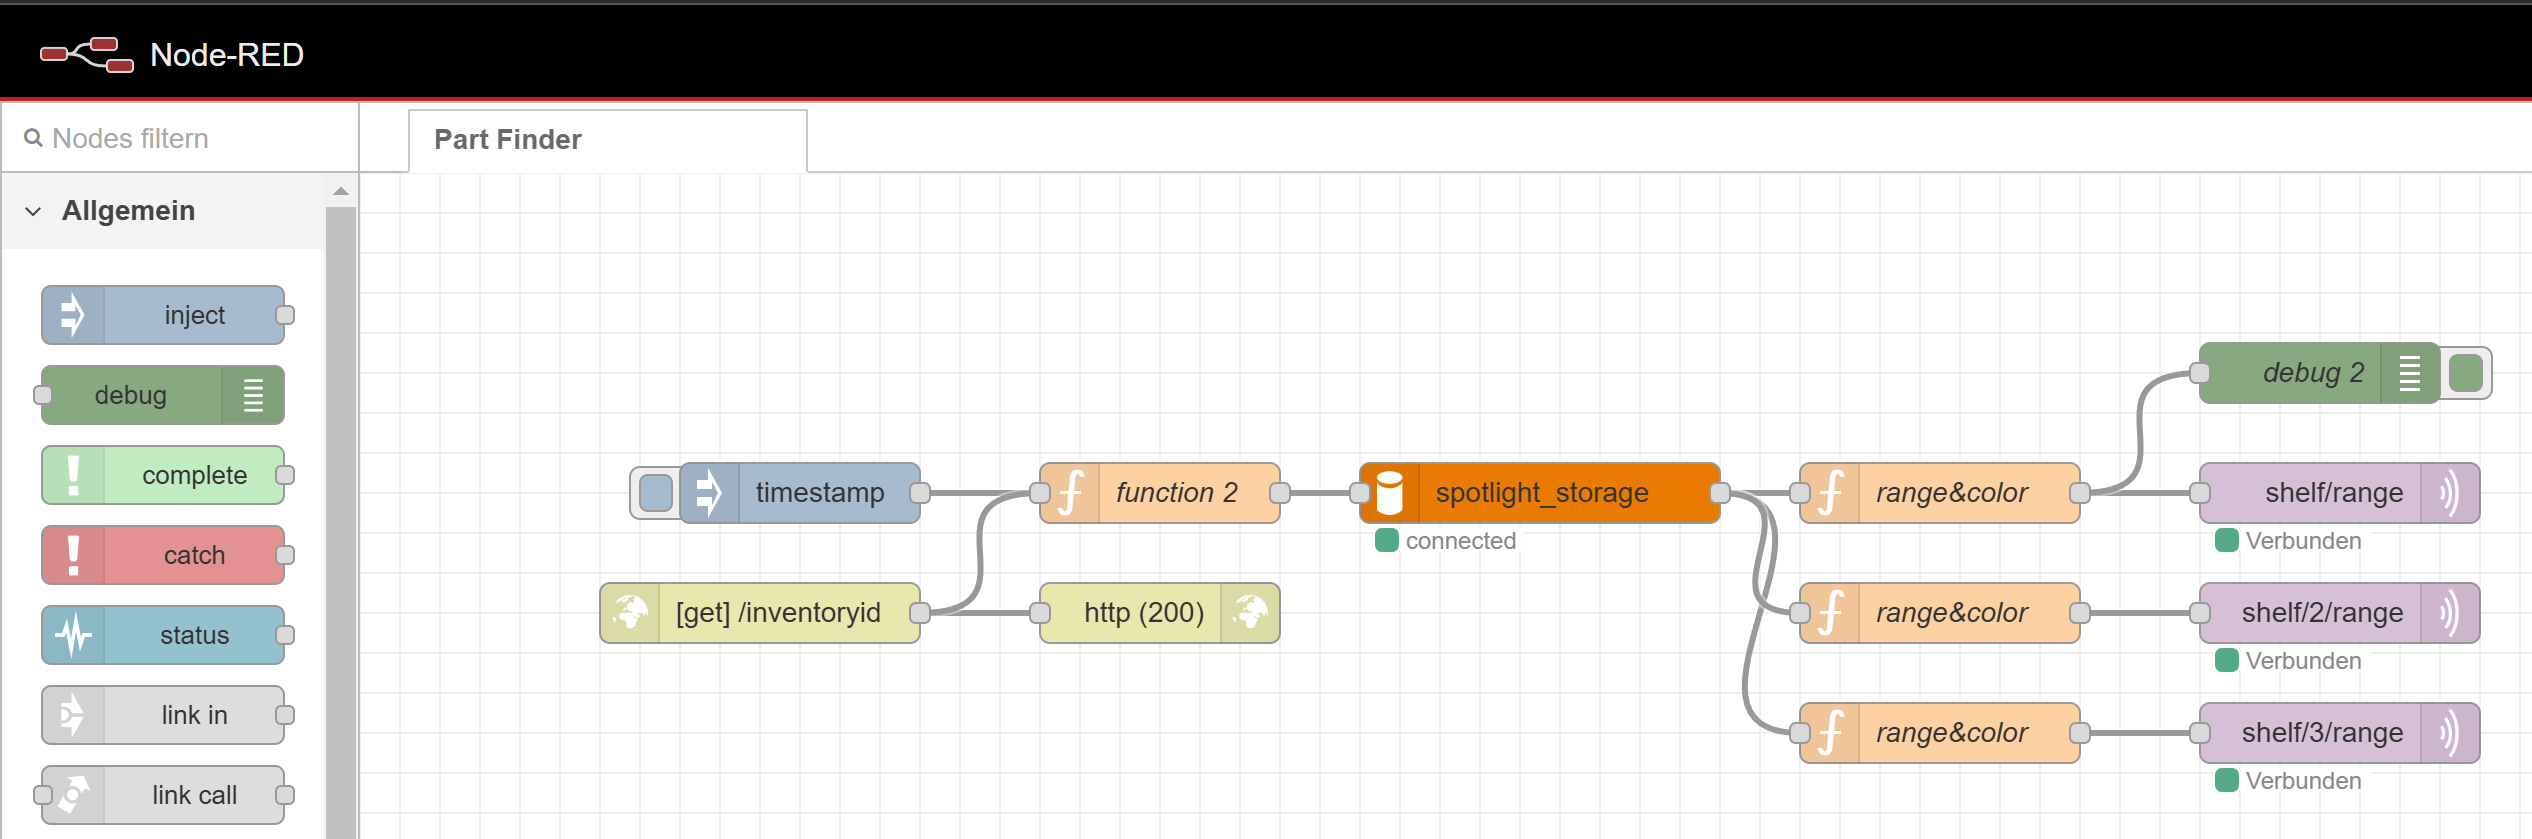 Node-RED
Nodes filtern
Part Finder
Allgemein
inject
debug
complete
catch
status
link in
link call
timestamp
[get] /inventoryid
function 2
http (200)
spotlight_storage
connected
range&color
range&color
range&color
debug 2
shelf/range
Verbunden
shelf/2/range
Verbunden
shelf/3/range
Verbunden